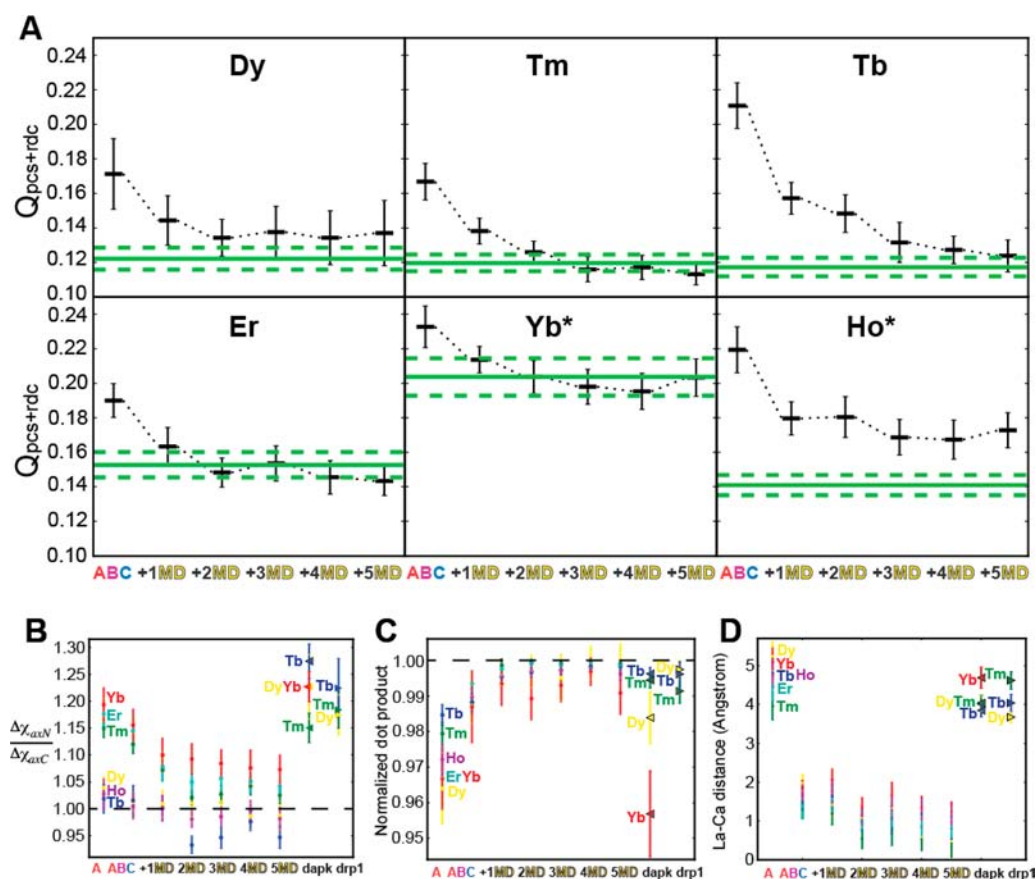 A
Dy Tm Tb
0.24
0.22
0.20
0.18
0.16
0.14
0.12
0.10
Qpcs+rdc
Er Yb* Ho*
0.24
0.22
0.20
0.18
0.16
0.14
0.12
0.10
Qpcs+rdc
ABC +1MD +2MD +3MD +4MD +5MD ABC +1MD +2MD +3MD +4MD +5MD ABC +1MD +2MD +3MD +4MD +5MD
B
1.30
1.25
1.20
1.15
1.10
1.05
1.00
0.95
ΔχaxN
ΔχaxC
Yb
Er
Tm
Dy
Ho
Tb
Tb
Dy Yb
Tm
Tb
Tm
Dy
A ABC +1MD 2MD 3MD 4MD 5MD dapk drp1
C
1.00
0.99
0.98
0.97
0.96
0.95
Normalized dot product
Tb
Tm
Ho
Er Yb
Dy
Tb
Tm
Dy
Yb
Dy
Tb
Tm
A ABC +1MD 2MD 3MD 4MD 5MD dapk drp1
D
5
4
3
2
1
0
La-Ca distance (Angstrom)
Dy
Yb
Tb Ho
Er
Tm
Yb
Dy Tm
Tb
Tm
Tb
Dy
A ABC +1MD 2MD 3MD 4MD 5MD dapk drp1